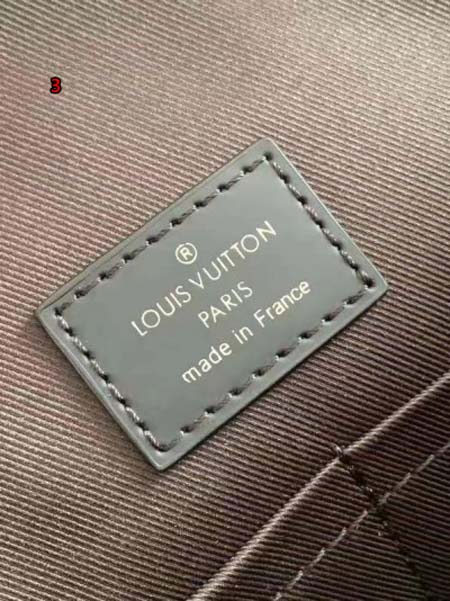 3
®
LOUIS VUITTON
PARIS
made in France